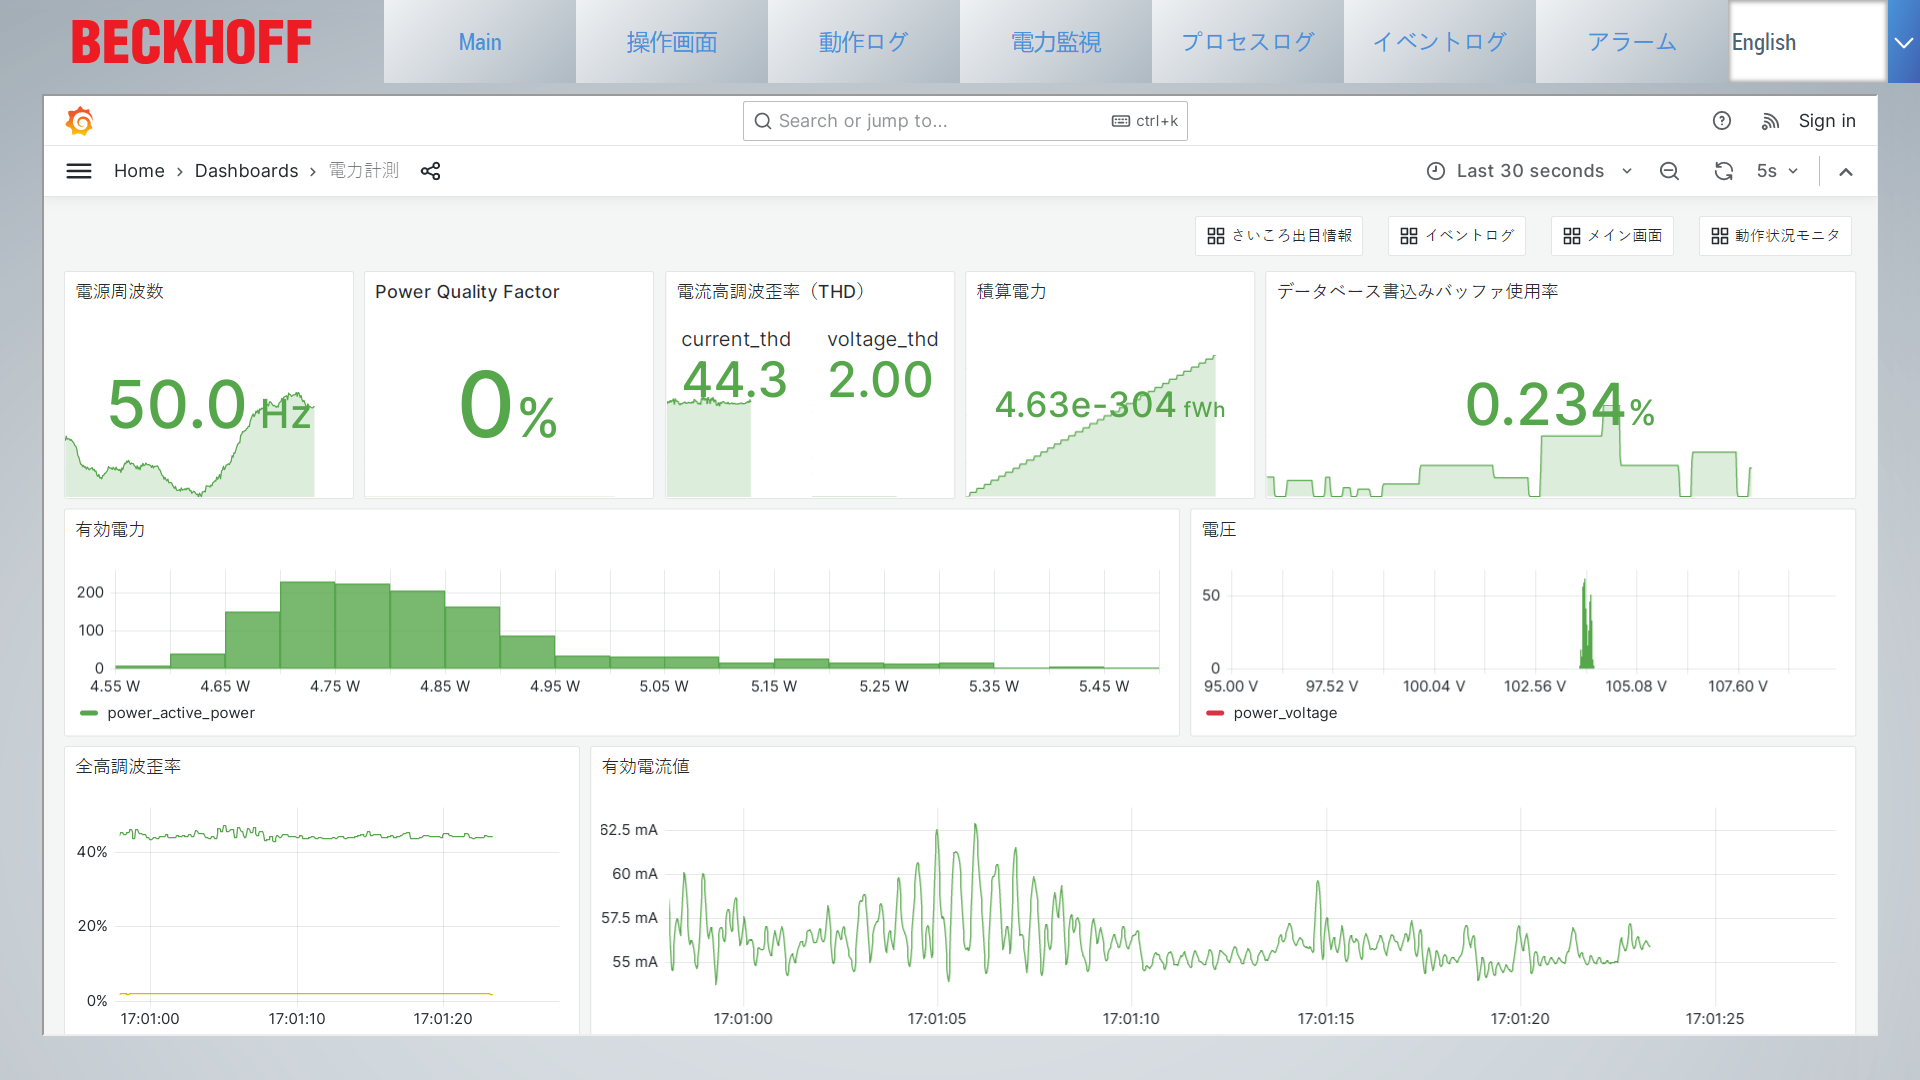 BECKHOFF
Main 操作画面 動作ログ 電力監視 プロセスログ イベントログ アラーム English
Search or jump to... ctrl+k Sign in
Home › Dashboards › 電力計測 Last 30 seconds 5s
さいころ出目情報 イベントログ メイン画面 動作状況モニタ
電源周波数
50.0 Hz
Power Quality Factor
0%
電流高調波歪率（THD）
current_thd voltage_thd
44.3 2.00
積算電力
4.63e-304 fWh
データベース書込みバッファ使用率
0.234%
有効電力
200
100
0
4.55 W 4.65 W 4.75 W 4.85 W 4.95 W 5.05 W 5.15 W 5.25 W 5.35 W 5.45 W
power_active_power
電圧
50
0
95.00 V 97.52 V 100.04 V 102.56 V 105.08 V 107.60 V
power_voltage
全高調波歪率
40%
20%
0%
17:01:00 17:01:10 17:01:20
有効電流値
62.5 mA
60 mA
57.5 mA
55 mA
17:01:00 17:01:05 17:01:10 17:01:15 17:01:20 17:01:25